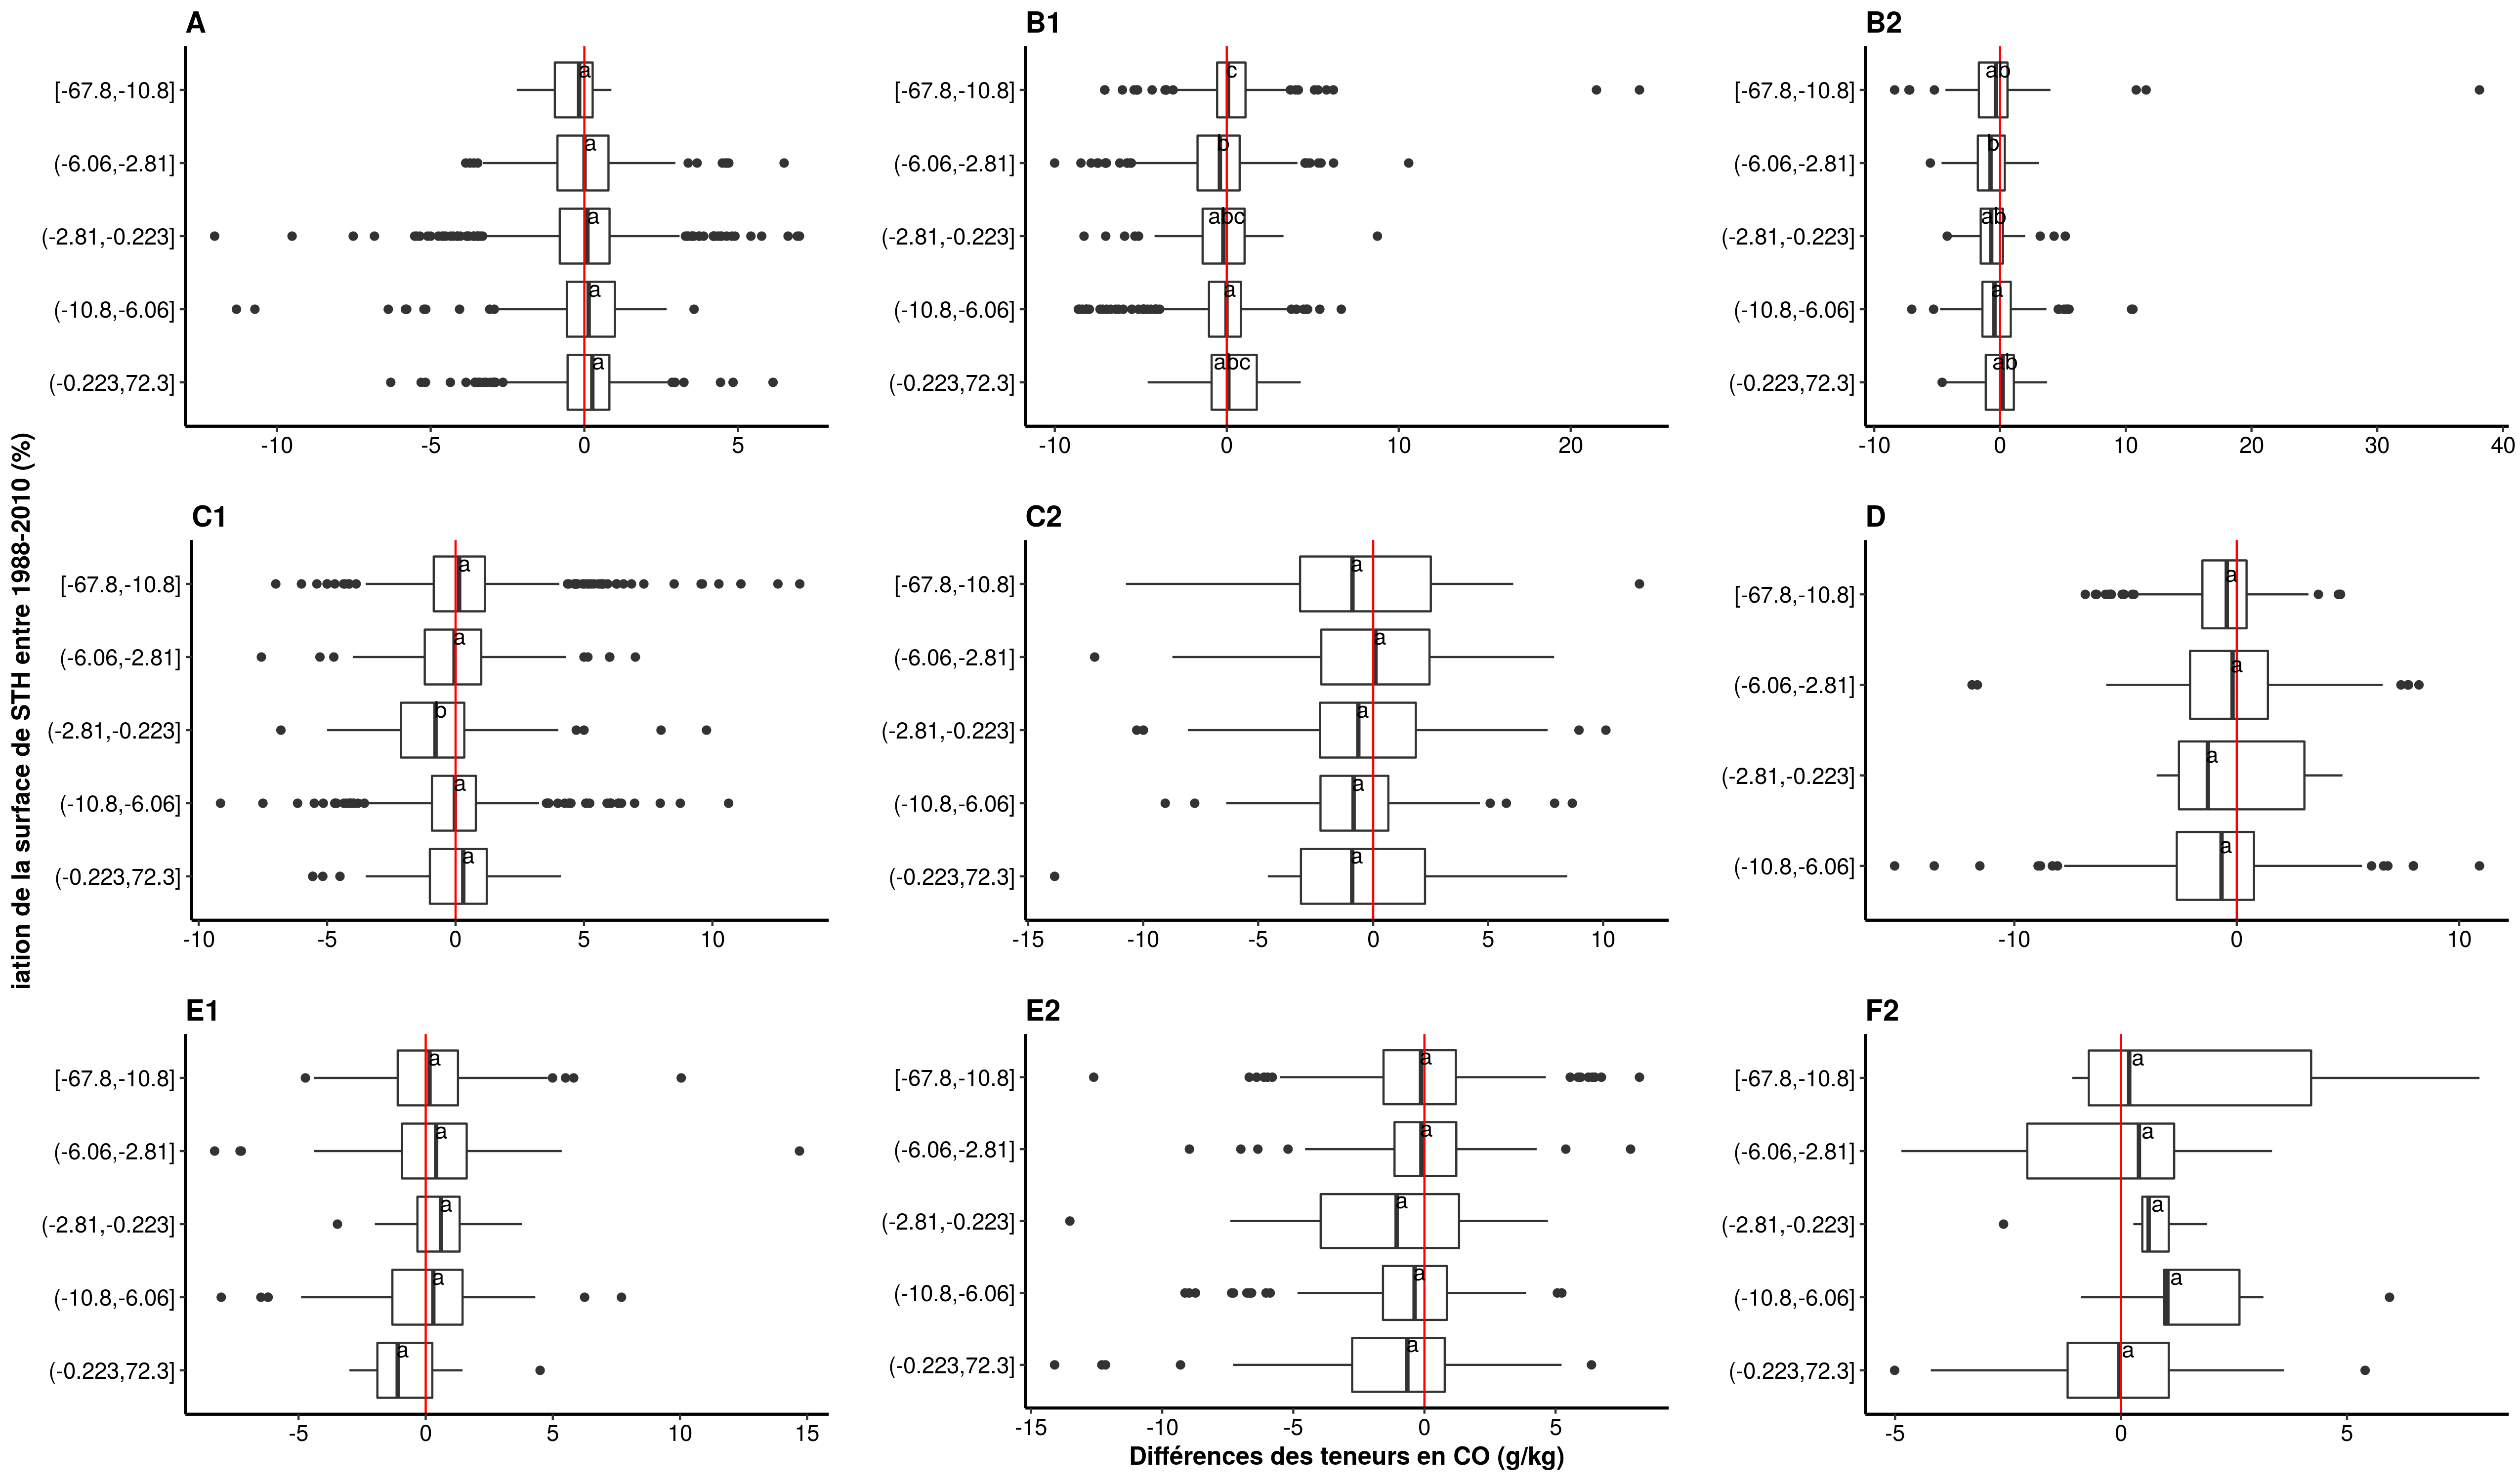 iation de la surface de STH entre 1988-2010 (%)
A
[-67.8,-10.8]
a
(-6.06,-2.81]
a
(-2.81,-0.223]
a
(-10.8,-6.06]
a
(-0.223,72.3]
a
-10 -5 0 5
B1
[-67.8,-10.8]
c
(-6.06,-2.81]
b
(-2.81,-0.223]
abc
(-10.8,-6.06]
a
(-0.223,72.3]
abc
-10 0 10 20
B2
[-67.8,-10.8]
ab
(-6.06,-2.81]
b
(-2.81,-0.223]
ab
(-10.8,-6.06]
a
(-0.223,72.3]
ab
-10 0 10 20 30 40
C1
[-67.8,-10.8]
a
(-6.06,-2.81]
a
(-2.81,-0.223]
b
(-10.8,-6.06]
a
(-0.223,72.3]
a
-10 -5 0 5 10
C2
[-67.8,-10.8]
a
(-6.06,-2.81]
a
(-2.81,-0.223]
a
(-10.8,-6.06]
a
(-0.223,72.3]
a
-15 -10 -5 0 5 10
D
[-67.8,-10.8]
a
(-6.06,-2.81]
a
(-2.81,-0.223]
a
(-10.8,-6.06]
a
-10 0 10
E1
[-67.8,-10.8]
a
(-6.06,-2.81]
a
(-2.81,-0.223]
a
(-10.8,-6.06]
a
(-0.223,72.3]
a
-5 0 5 10 15
E2
[-67.8,-10.8]
a
(-6.06,-2.81]
a
(-2.81,-0.223]
a
(-10.8,-6.06]
a
(-0.223,72.3]
a
-15 -10 -5 0 5
F2
[-67.8,-10.8]
a
(-6.06,-2.81]
a
(-2.81,-0.223]
a
(-10.8,-6.06]
a
(-0.223,72.3]
a
-5 0 5
Différences des teneurs en CO (g/kg)